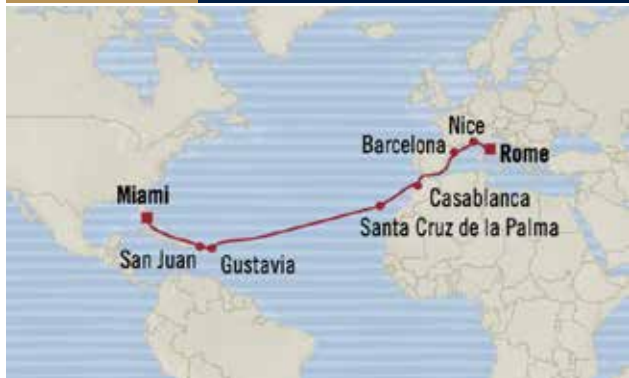 Nice
Barcelona
Rome
Miami
Casablanca
Santa Cruz de la Palma
San Juan
Gustavia